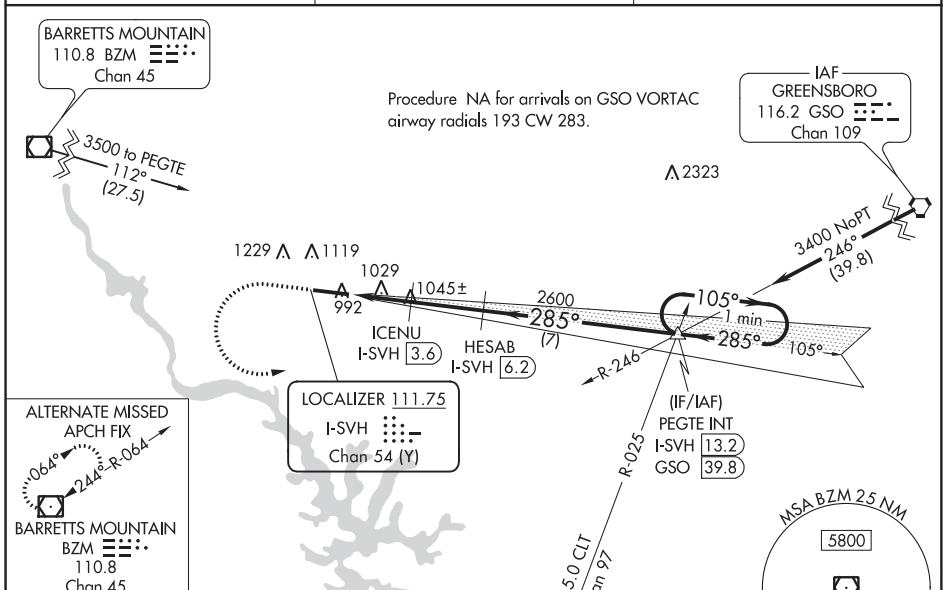 BARRETTS MOUNTAIN
110.8 BZM
Chan 45
3500 to PEGTE
112°
(27.5)
Procedure NA for arrivals on GSO VORTAC
airway radials 193 CW 283.
IAF
GREENSBORO
116.2 GSO
Chan 109
2323
3400 NoPT
246°
(39.8)
1229
1119
1029
992
1045±
2600
285°
(7)
105°
1 min
285°
105°
ICENU
I-SVH 3.6
HESAB
I-SVH 6.2
R-246
(IF/IAF)
PEGTE INT
I-SVH 13.2
GSO 39.8
R-025
LOCALIZER 111.75
I-SVH
Chan 54 (Y)
ALTERNATE MISSED
APCH FIX
064°
244°
R-064
BARRETTS MOUNTAIN
BZM
110.8
Chan 45
5.0 CLT
an 97
MSA BZM 25 NM
5800